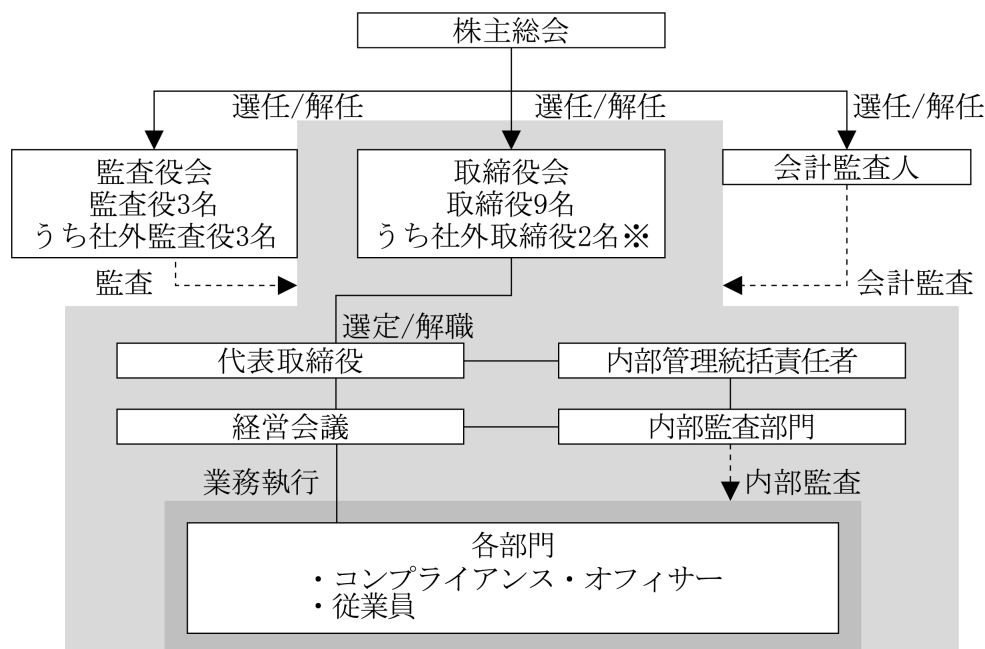 株主総会
選任/解任
選任/解任
選任/解任
監査役会
監査役3名
うち社外監査役3名
取締役会
取締役9名
うち社外取締役2名※
会計監査人
監査
会計監査
選定/解職
代表取締役
内部管理統括責任者
経営会議
内部監査部門
業務執行
内部監査
各部門
・コンプライアンス・オフィサー
・従業員